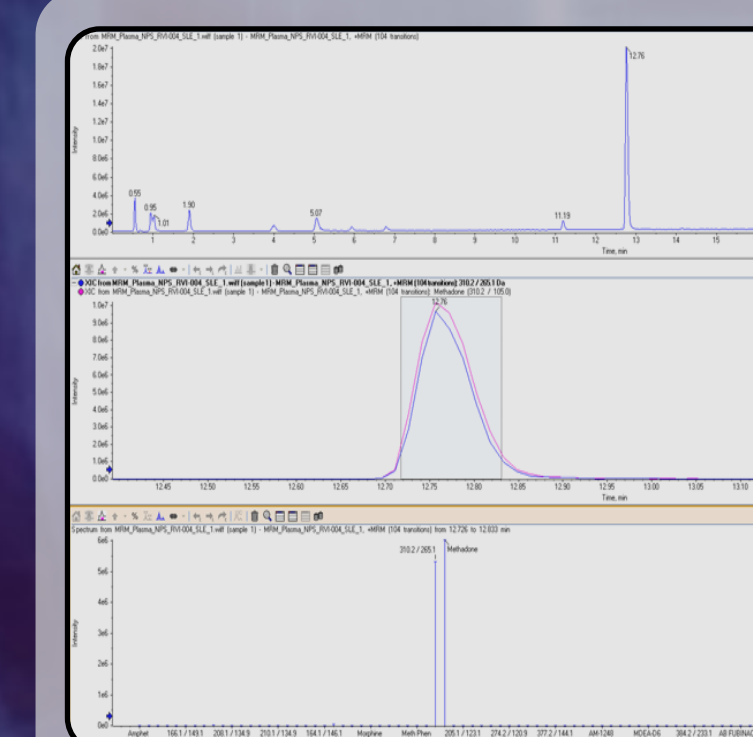 from MRM_Plasma_NPS_RVI-004_SLE_1.wiff (sample 1) - MRM_Plasma_NPS_RVI-004_SLE_1, +MRM (104 transitions)
2.0e7
1.8e7
1.6e7
1.4e7
1.2e7
1.0e7
8.0e6
6.0e6
4.0e6
2.0e6
0.0e0
Intensity
0.55
0.95
1.01
1.90
5.07
11.19
12.76
1 2 3 4 5 6 7 8 9 10 11 12 13 14 15
Time, min
XIC from MRM_Plasma_NPS_RVI-004_SLE_1.wiff (sample 1) - MRM_Plasma_NPS_RVI-004_SLE_1, +MRM (104 transitions): 310.2 / 265.1 Da
XIC from MRM_Plasma_NPS_RVI-004_SLE_1.wiff (sample 1) - MRM_Plasma_NPS_RVI-004_SLE_1, +MRM (104 transitions): Methadone (310.2 / 105.0)
1.0e7
9.0e6
8.0e6
7.0e6
6.0e6
5.0e6
4.0e6
3.0e6
2.0e6
1.0e6
0.0e0
Intensity
12.76
12.45 12.50 12.55 12.60 12.65 12.70 12.75 12.80 12.85 12.90 12.95 13.00 13.05 13.10
Time, min
Spectrum from MRM_Plasma_NPS_RVI-004_SLE_1.wiff (sample 1) - MRM_Plasma_NPS_RVI-004_SLE_1, +MRM (104 transitions) from 12.726 to 12.833 min
6e6
5e6
4e6
3e6
2e6
1e6
0e0
Intensity
310.2 / 265.1
Methadone
Amphet 166.1 / 149.1 208.1 / 134.9 210.1 / 134.9 164.1 / 146.1 Morphine Meth Phen 205.1 / 123.1 274.2 / 120.9 377.2 / 144.1 AM-1248 MDEA-D6 384.2 / 233.1 AB FUBINA